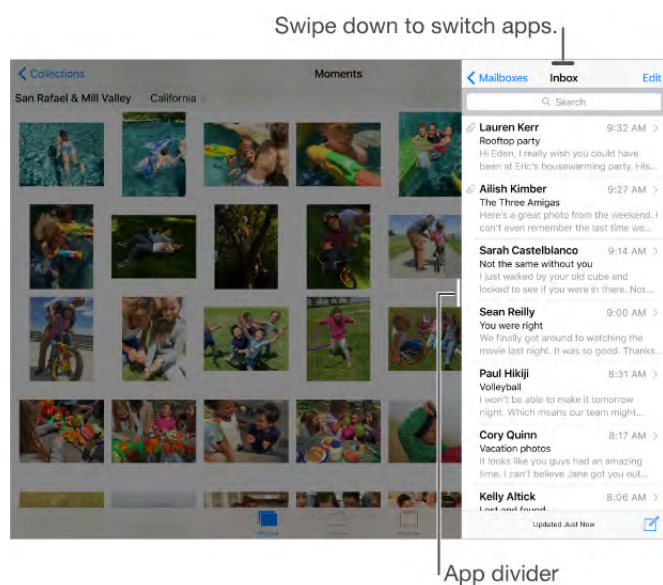 Swipe down to switch apps.
Collections
Moments
San Rafael & Mill Valley California
Mailboxes Inbox Edit
Search
Lauren Kerr 9:32 AM
Rooftop party
Hi Eden, I really wish you could have
been at Eric's housewarming party. His...
Ailish Kimber 9:27 AM
The Three Amigas
Here's a great photo from the weekend. I
can't even remember the last time we...
Sarah Castelblanco 9:14 AM
Not the same without you
I just walked by your old cube and
looked to see if you were in there. Not...
Sean Reilly 9:00 AM
You were right
We finally got around to watching the
movie last night. It was so good. Thanks...
Paul Hikiji 8:31 AM
Volleyball
I won't be able to make it tomorrow
night. Which means our team might...
Cory Quinn 8:17 AM
Vacation photos
It looks like you guys had an amazing
time. I can't believe Jane got you out...
Kelly Altick 8:06 AM
Lost and found
Updated Just Now
App divider